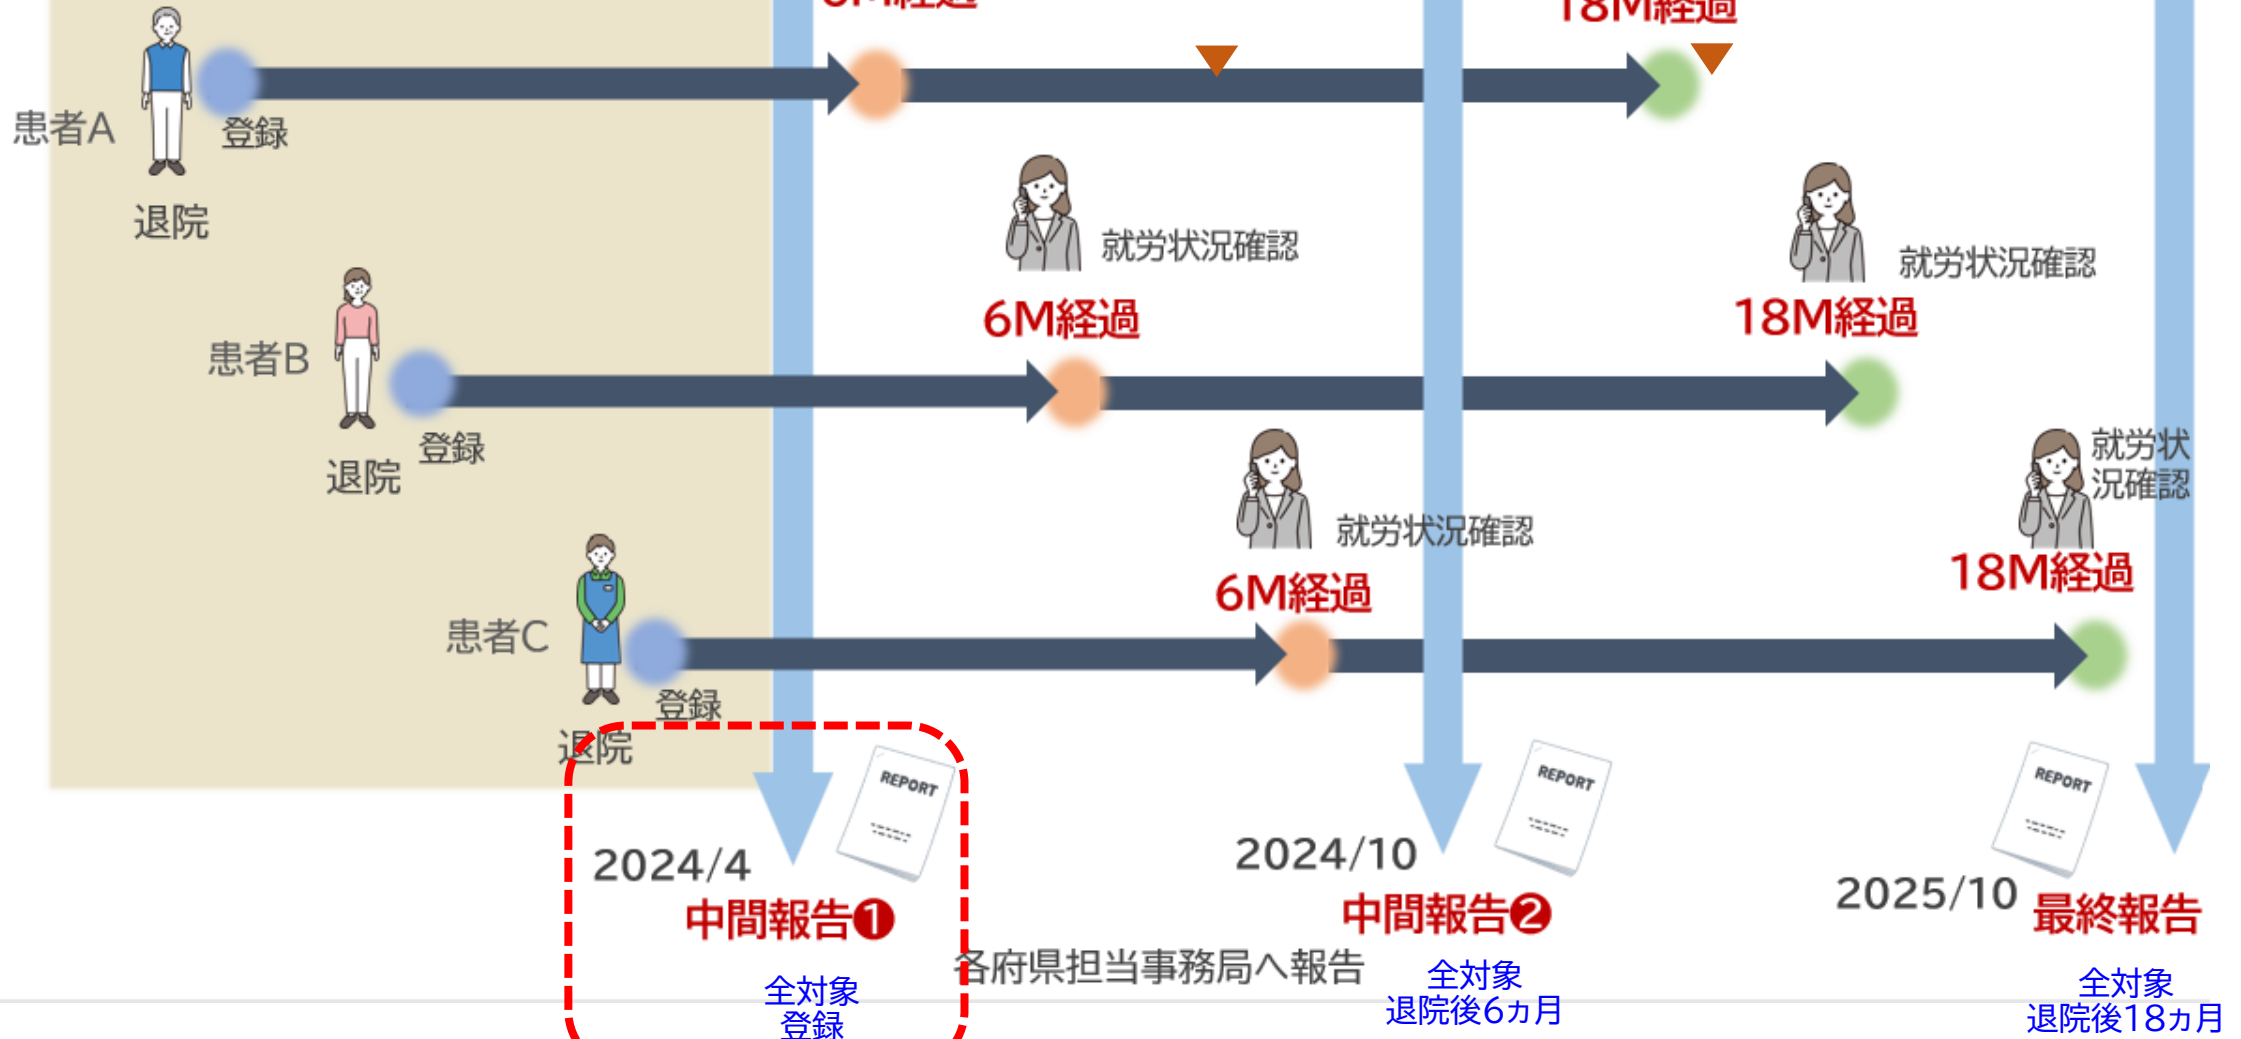 6M経過
18M経過
患者A
登録
退院
就労状況確認
就労状況確認
6M経過
18M経過
患者B
登録
退院
就労状
況確認
就労状況確認
18M経過
6M経過
患者C
登録
退院
REPORT
REPORT
REPORT
2024/4
2024/10
2025/10
中間報告❶
中間報告❷
最終報告
各府県担当事務局へ報告
全対象
登録
全対象
退院後6ヵ月
全対象
退院後18ヵ月